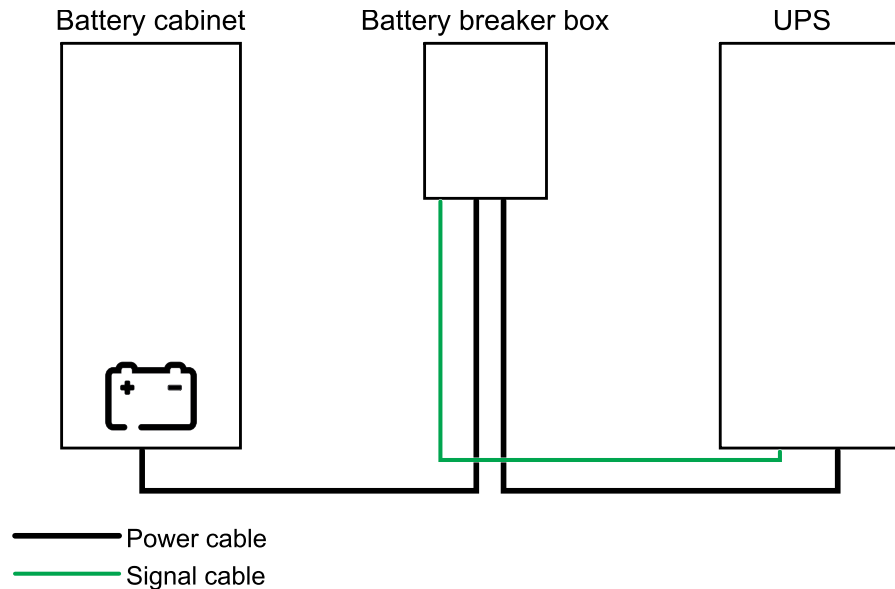 Battery cabinet
Battery breaker box
UPS
+ -
Power cable
Signal cable